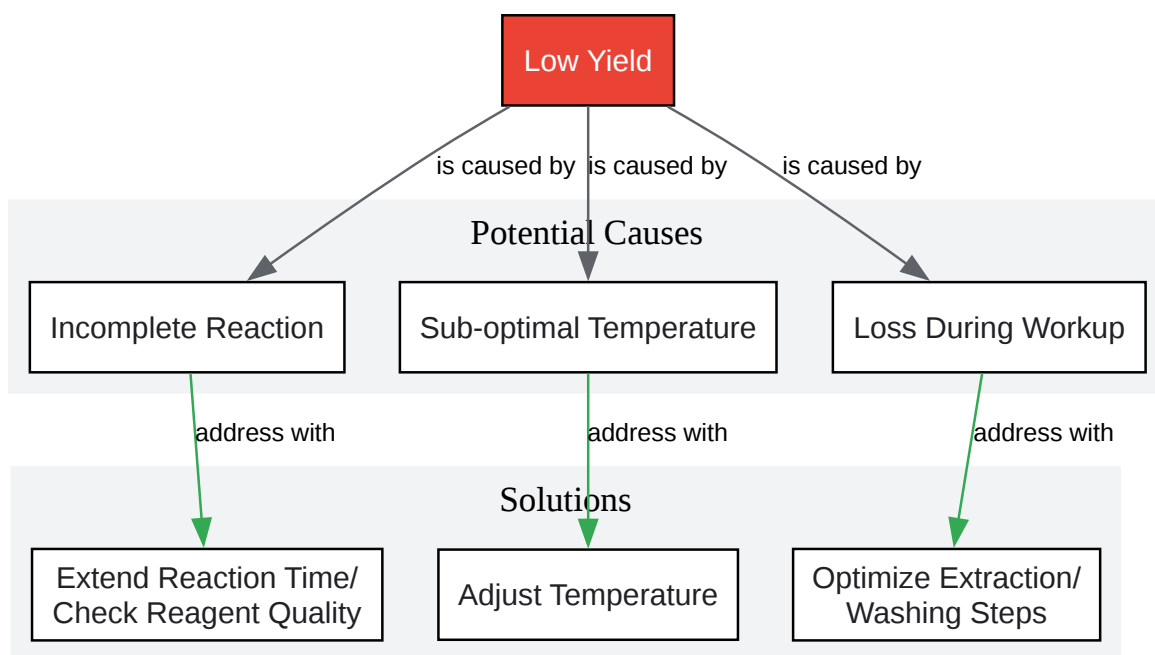 Low Yield
is caused by
is caused by
is caused by
Potential Causes
Incomplete Reaction
Sub-optimal Temperature
Loss During Workup
address with
address with
address with
Solutions
Extend Reaction Time/
Check Reagent Quality
Adjust Temperature
Optimize Extraction/
Washing Steps